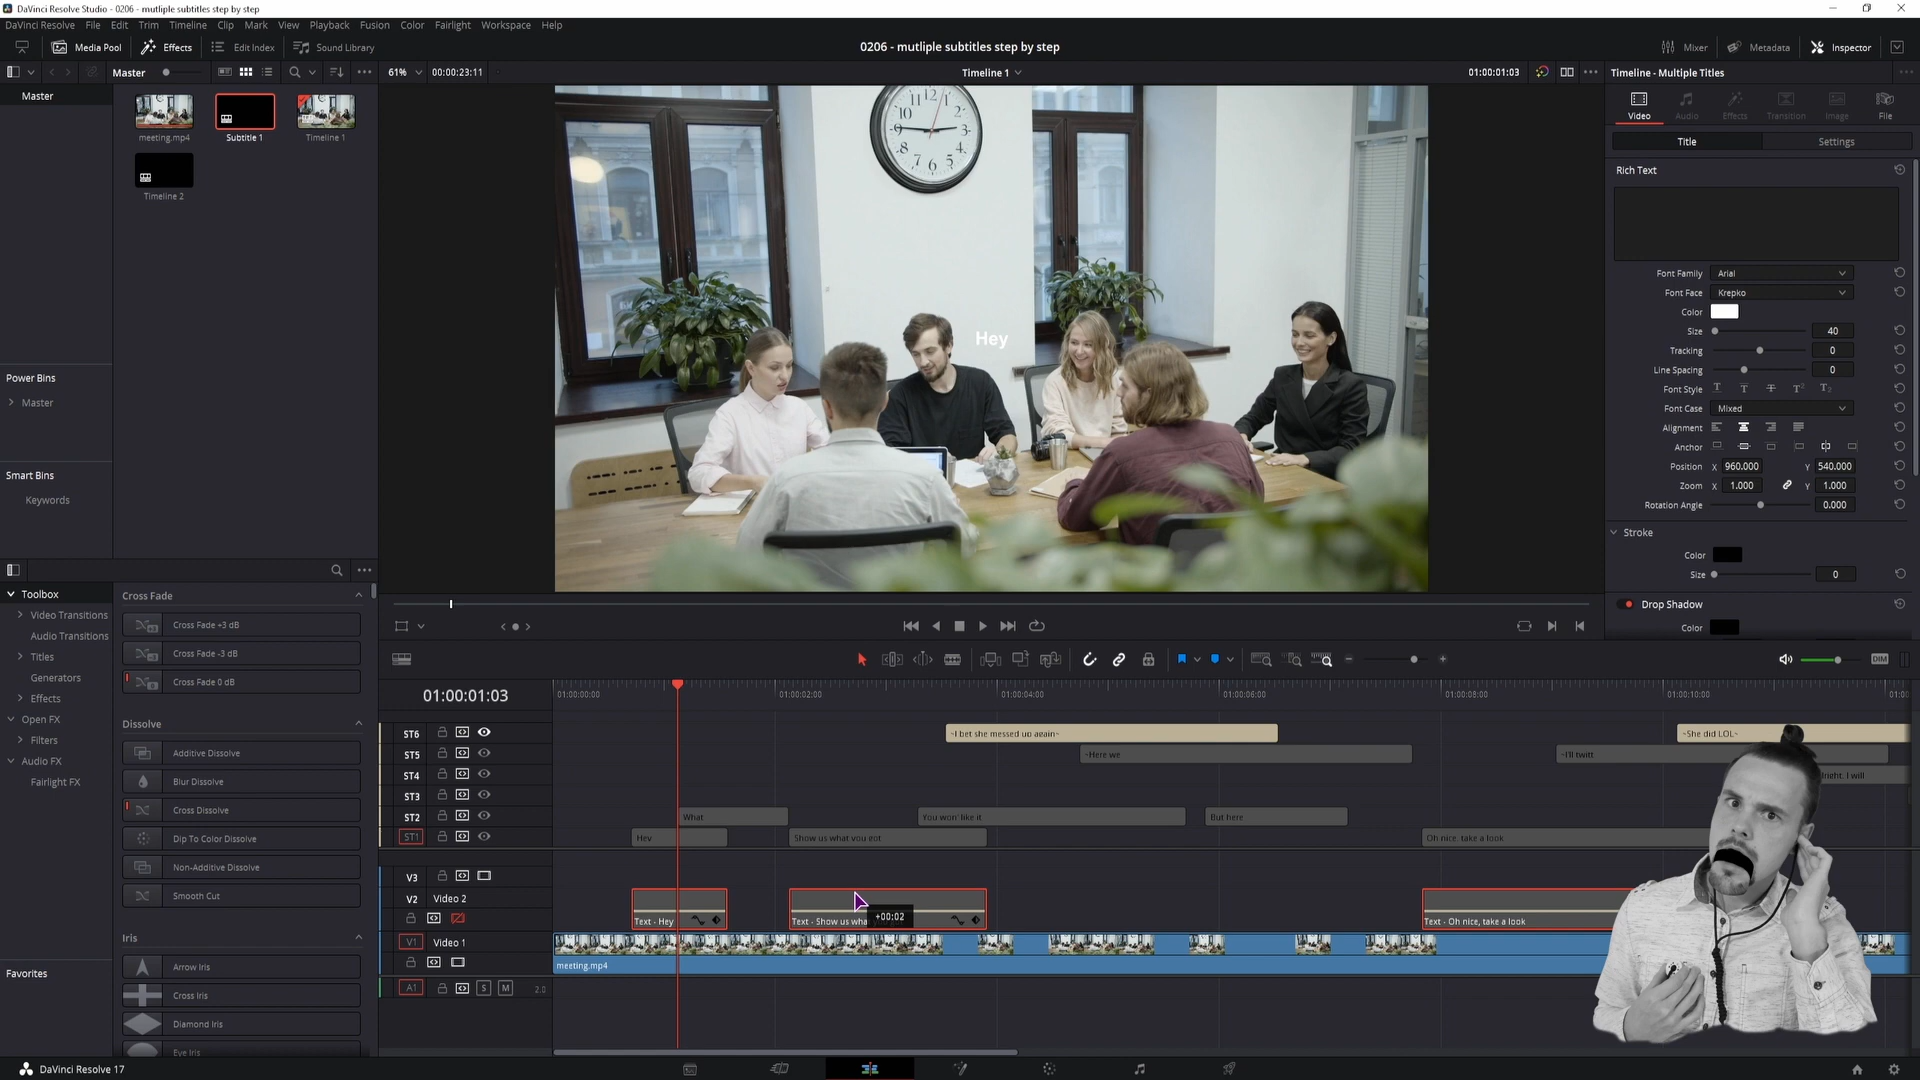 DaVinci Resolve Studio - 0206 - mutliple subtitles step by step
DaVinci Resolve File Edit Trim Timeline Clip Mark View Playback Fusion Color Fairlight Workspace Help
Media Pool Effects Edit Index Sound Library
0206 - mutliple subtitles step by step
Mixer Metadata Inspector
Master
61% 00:00:23:11
Timeline 1
01:00:01:03
Timeline - Multiple Titles
Master
meeting.mp4
Subtitle 1
Timeline 1
Timeline 2
Power Bins
Master
Smart Bins
Keywords
Hey
Video Audio Effects Transition Image File
Title Settings
Rich Text
Font Family Arial
Font Face Krepko
Color
Size 40
Tracking 0
Line Spacing 0
Font Style
Font Case Mixed
Alignment
Anchor
Position X 960.000 Y 540.000
Zoom X 1.000 Y 1.000
Rotation Angle 0.000
Stroke
Color
Size 0
Drop Shadow
Color
Toolbox
Video Transitions
Audio Transitions
Titles
Generators
Effects
Open FX
Filters
Audio FX
Fairlight FX
Favorites
Cross Fade
Cross Fade +3 dB
Cross Fade -3 dB
Cross Fade 0 dB
Dissolve
Additive Dissolve
Blur Dissolve
Cross Dissolve
Dip To Color Dissolve
Non-Additive Dissolve
Smooth Cut
Iris
Arrow Iris
Cross Iris
Diamond Iris
Eye Iris
DIM
01:00:01:03
01:00:00:00 01:00:02:00 01:00:04:00 01:00:06:00 01:00:08:00 01:00:10:00
ST6 ~I bet she messed up again~ ~She did LOL~
ST5 ~Here we ~I'll twitt
ST4 I will
ST3
ST2 What You won' like it But here
ST1 Hey Show us what you got Oh nice, take a look
V3
V2 Video 2
Text - Hey Text - Show us what Text - Oh nice, take a look
+00:02
V1 Video 1
meeting.mp4
A1 S M 2.0
DaVinci Resolve 17